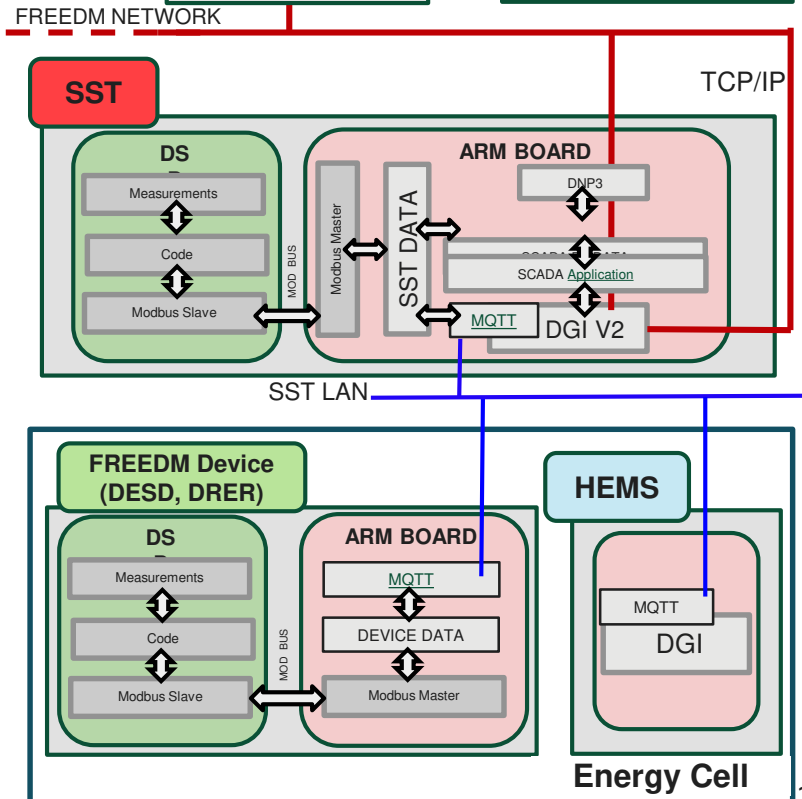 FREEDM NETWORK
TCP/IP
SST
DS
ARM BOARD
Measurements
Code
Modbus Slave
MOD BUS
Modbus Master
SST DATA
DNP3
SCADA Application
MQTT
DGI V2
SST LAN
FREEDM Device
(DESD, DRER)
HEMS
DS
ARM BOARD
Measurements
Code
Modbus Slave
MOD BUS
MQTT
DEVICE DATA
Modbus Master
MQTT
DGI
Energy Cell